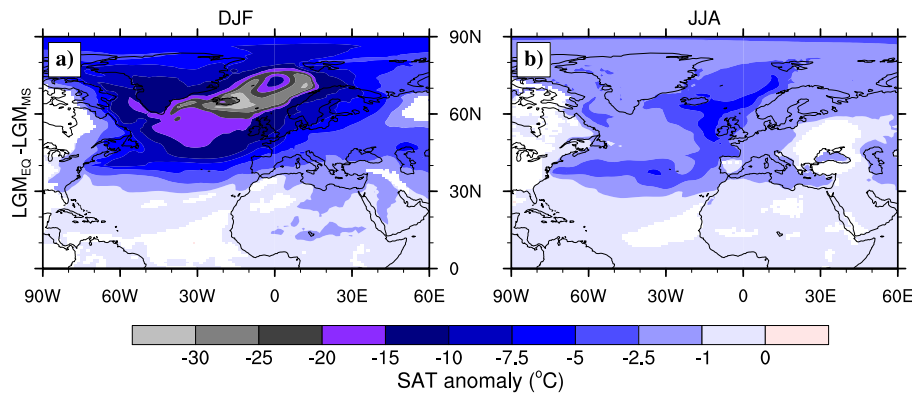 DJF
JJA
a)
b)
LGM_EQ-LGM_MS
90N
60N
30N
0
90W 60W 30W 0 30E 60E
90W 60W 30W 0 30E 60E
-30 -25 -20 -15 -10 -7.5 -5 -2.5 -1 0
SAT anomaly (°C)